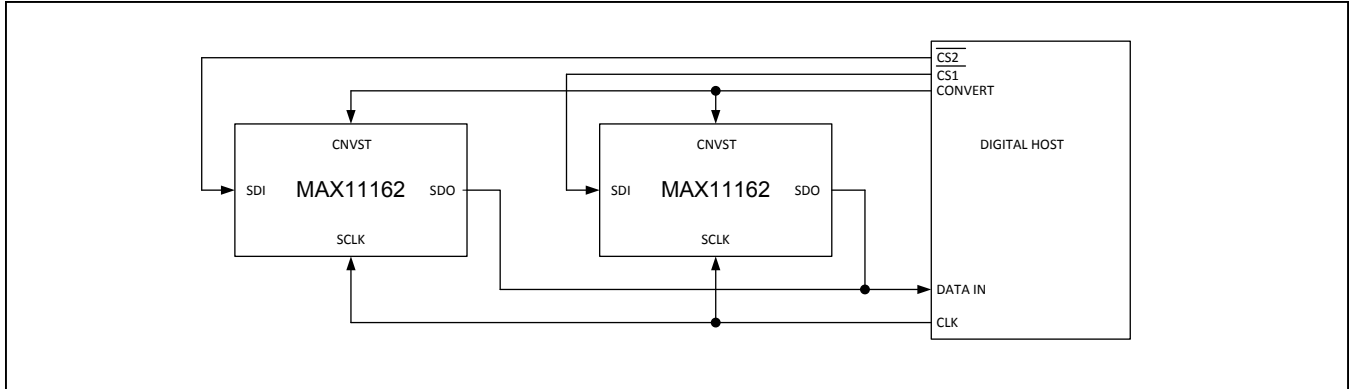 CS2
CS1
CONVERT
CNVST
CNVST
DIGITAL HOST
SDI
MAX11162
SDO
SDI
MAX11162
SDO
SCLK
SCLK
DATA IN
CLK